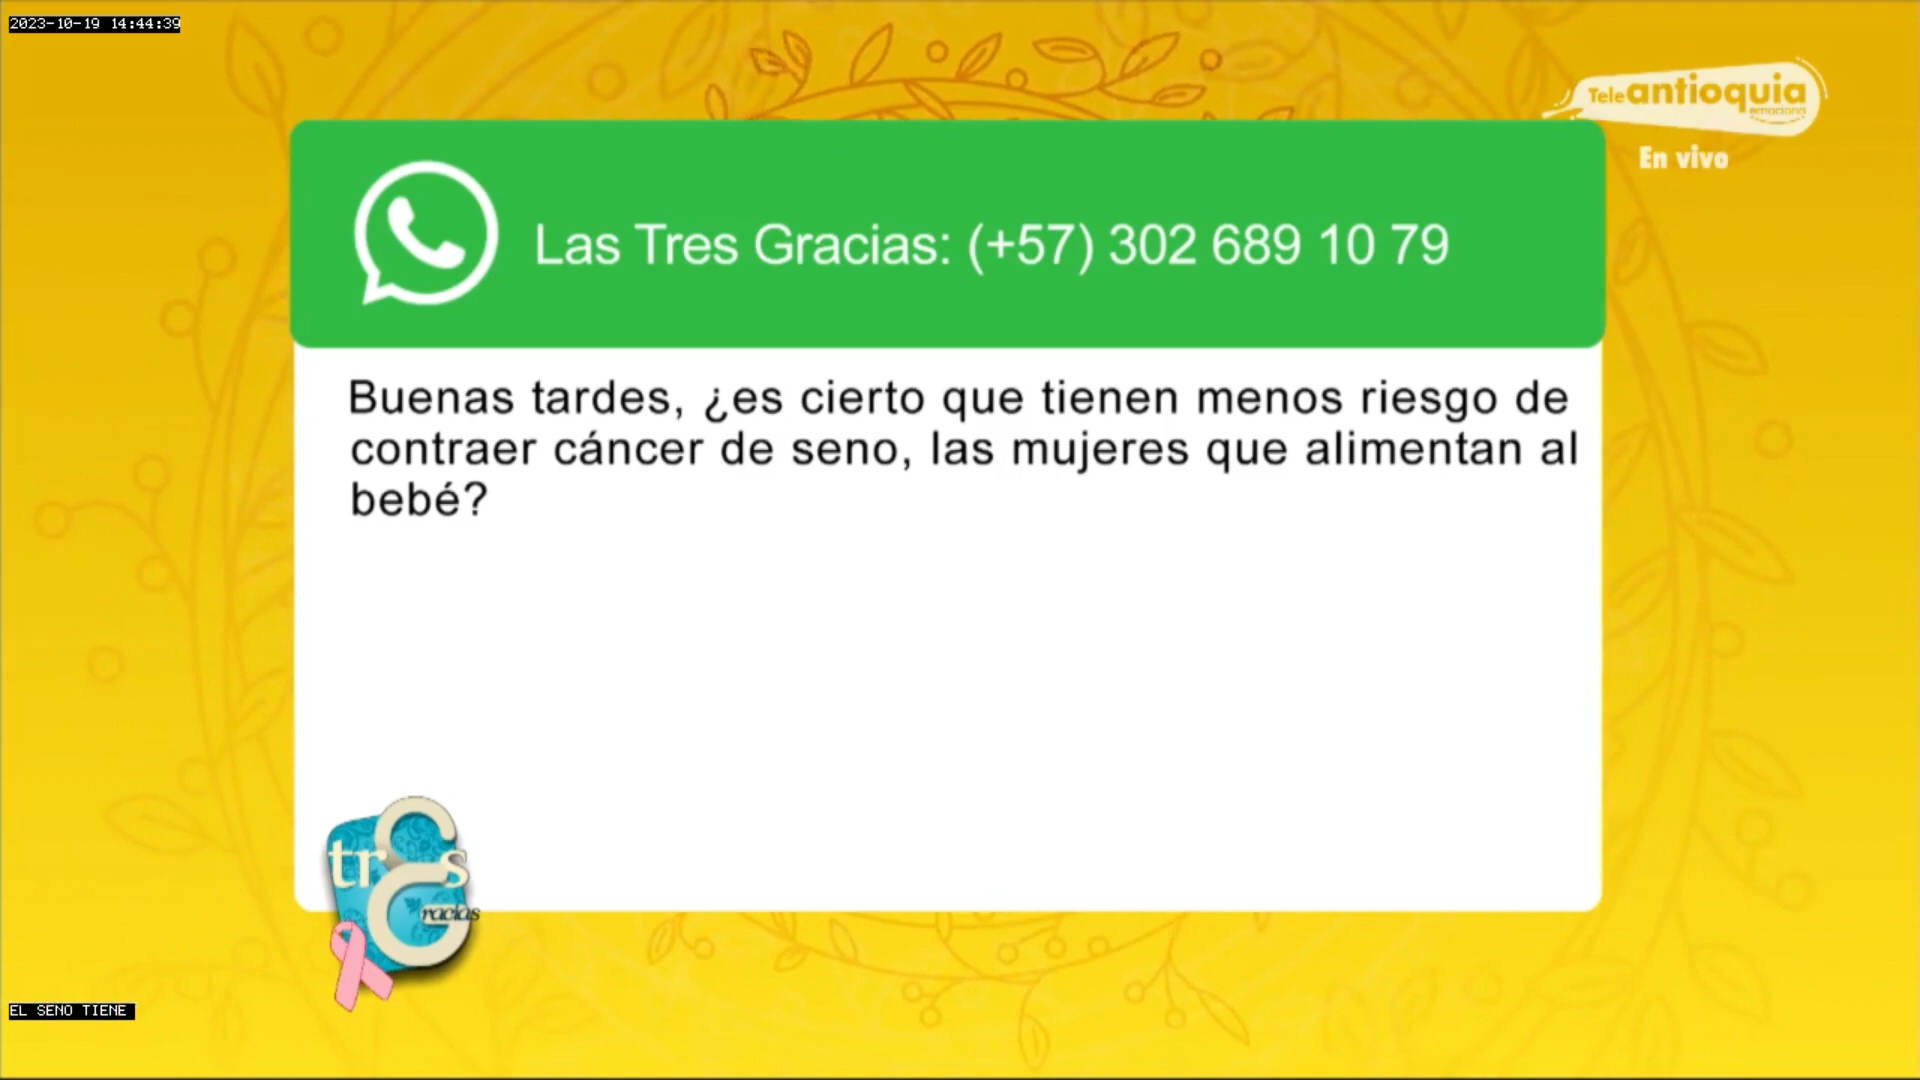 2023-10-19 14:44:39
Teleantioquia
En vivo
Las Tres Gracias: (+57) 302 689 10 79
Buenas tardes, ¿es cierto que tienen menos riesgo de
contraer cáncer de seno, las mujeres que alimentan al
bebé?
trEs
Gracias
EL SENO TIENE